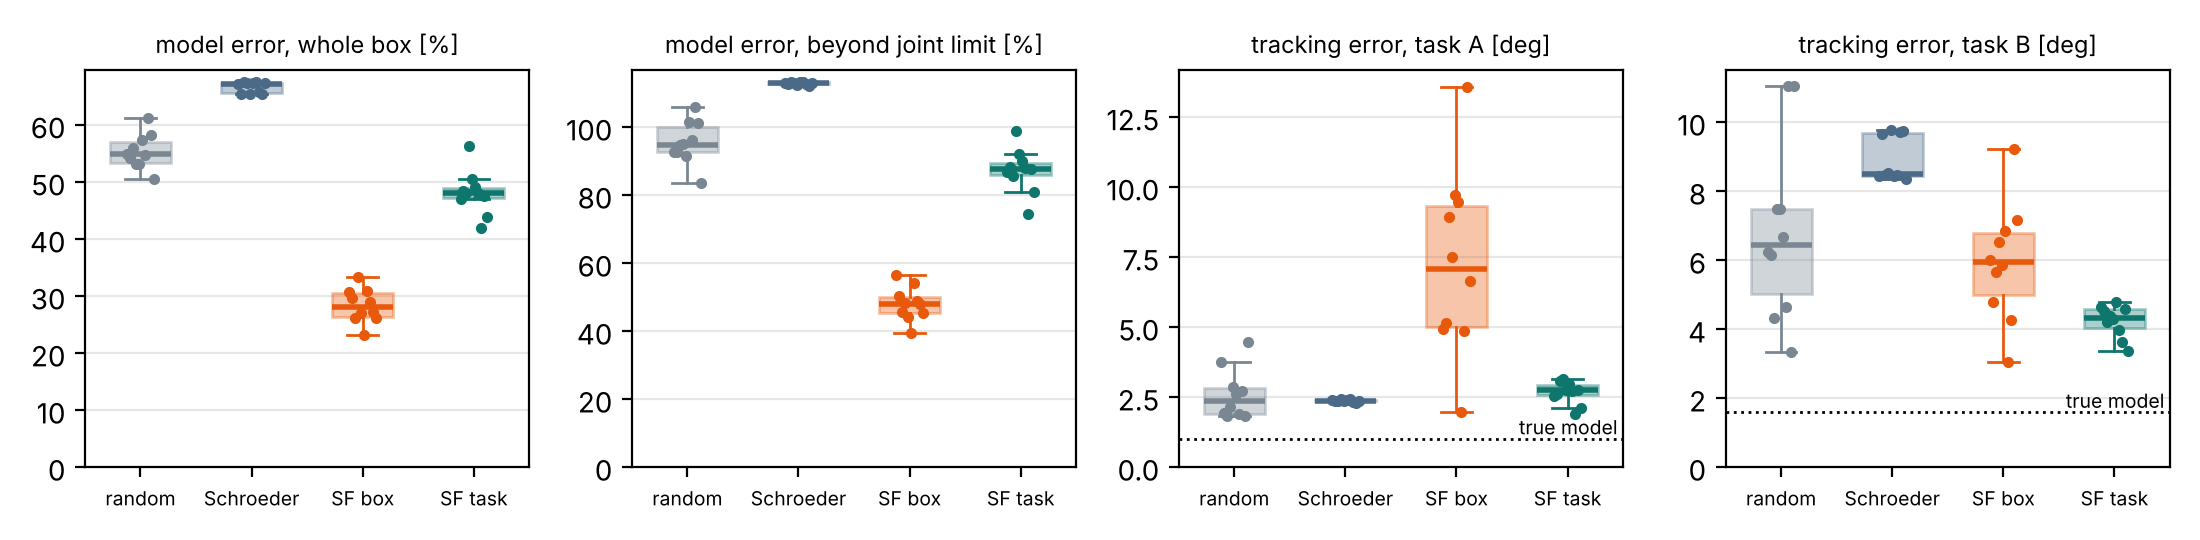 model error, whole box [%]
60
50
40
30
20
10
0
random
Schroeder
SF box
SF task
model error, beyond joint limit [%]
100
80
60
40
20
0
random
Schroeder
SF box
SF task
tracking error, task A [deg]
12.5
10.0
7.5
5.0
2.5
0.0
true model
random
Schroeder
SF box
SF task
tracking error, task B [deg]
10
8
6
4
2
0
true model
random
Schroeder
SF box
SF task